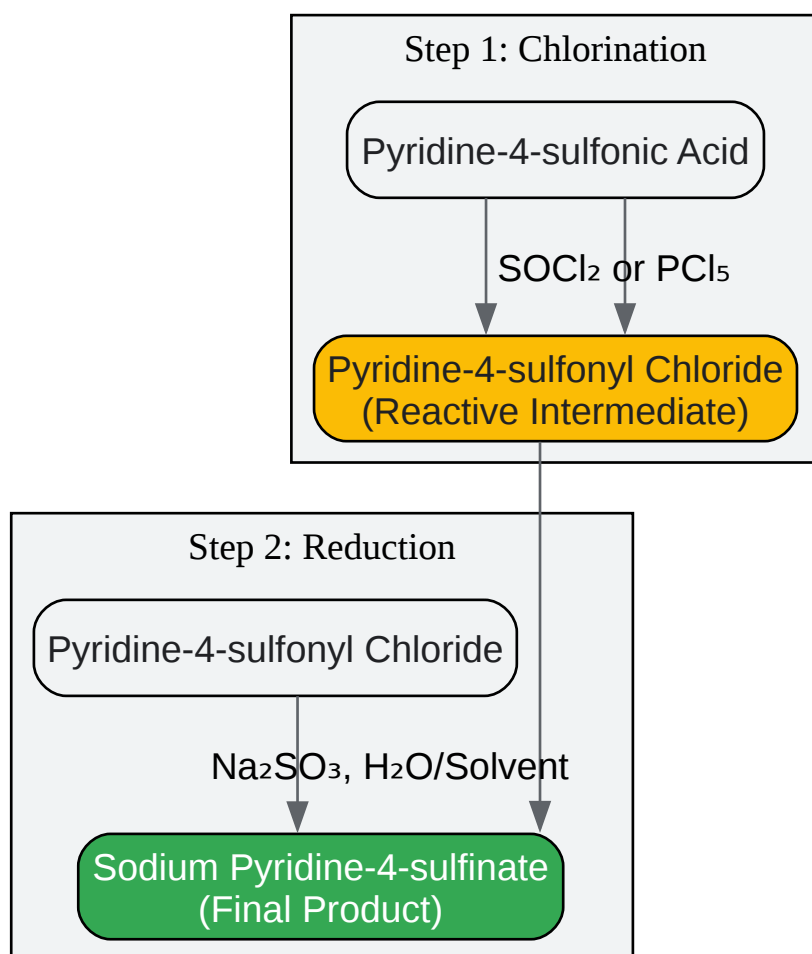 Step 1: Chlorination
Pyridine-4-sulfonic Acid
SOCl₂ or PCl₅
Pyridine-4-sulfonyl Chloride
(Reactive Intermediate)
Step 2: Reduction
Pyridine-4-sulfonyl Chloride
Na₂SO₃, H₂O/Solvent
Sodium Pyridine-4-sulfinate
(Final Product)